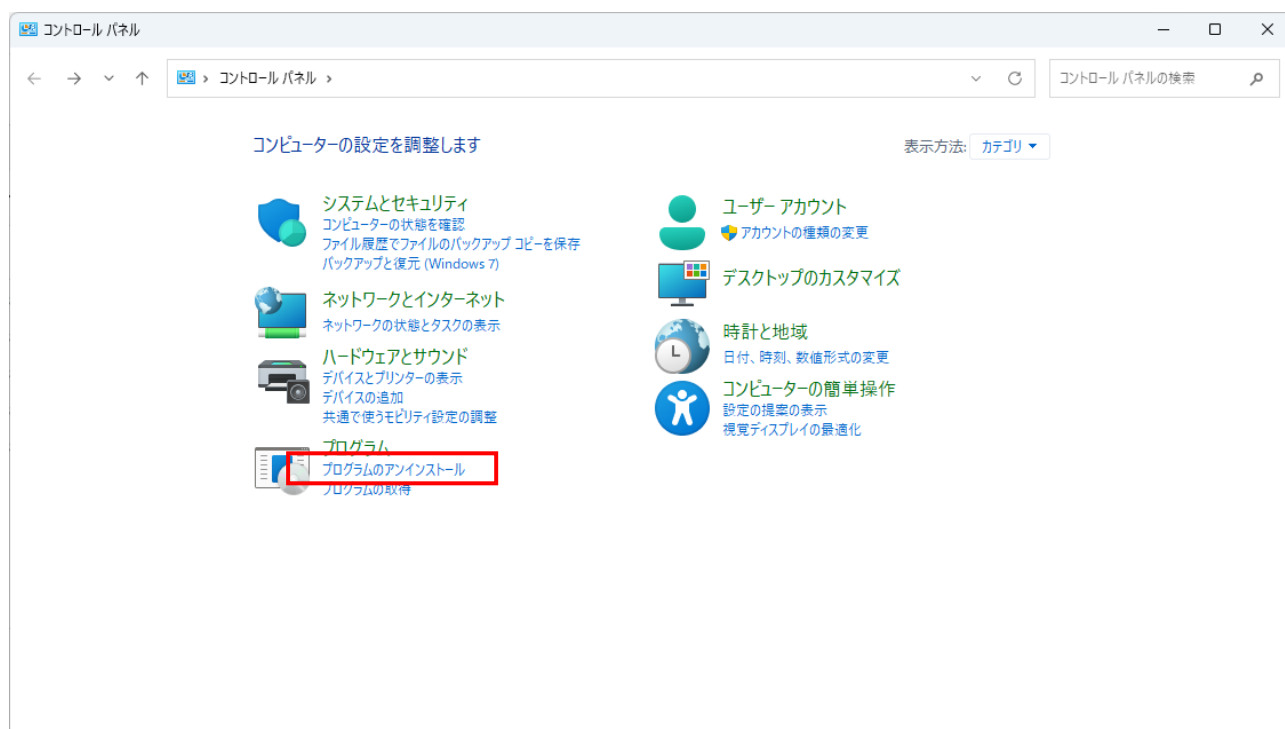 コントロール パネル
コントロール パネル
コントロール パネルの検索
コンピューターの設定を調整します
表示方法: カテゴリ
システムとセキュリティ
コンピューターの状態を確認
ファイル履歴でファイルのバックアップ コピーを保存
バックアップと復元 (Windows 7)
ネットワークとインターネット
ネットワークの状態とタスクの表示
ハードウェアとサウンド
デバイスとプリンターの表示
デバイスの追加
共通で使うモビリティ設定の調整
プログラム
プログラムのアンインストール
プログラムの取得
ユーザー アカウント
アカウントの種類の変更
デスクトップのカスタマイズ
時計と地域
日付、時刻、数値形式の変更
コンピューターの簡単操作
設定の提案の表示
視覚ディスプレイの最適化